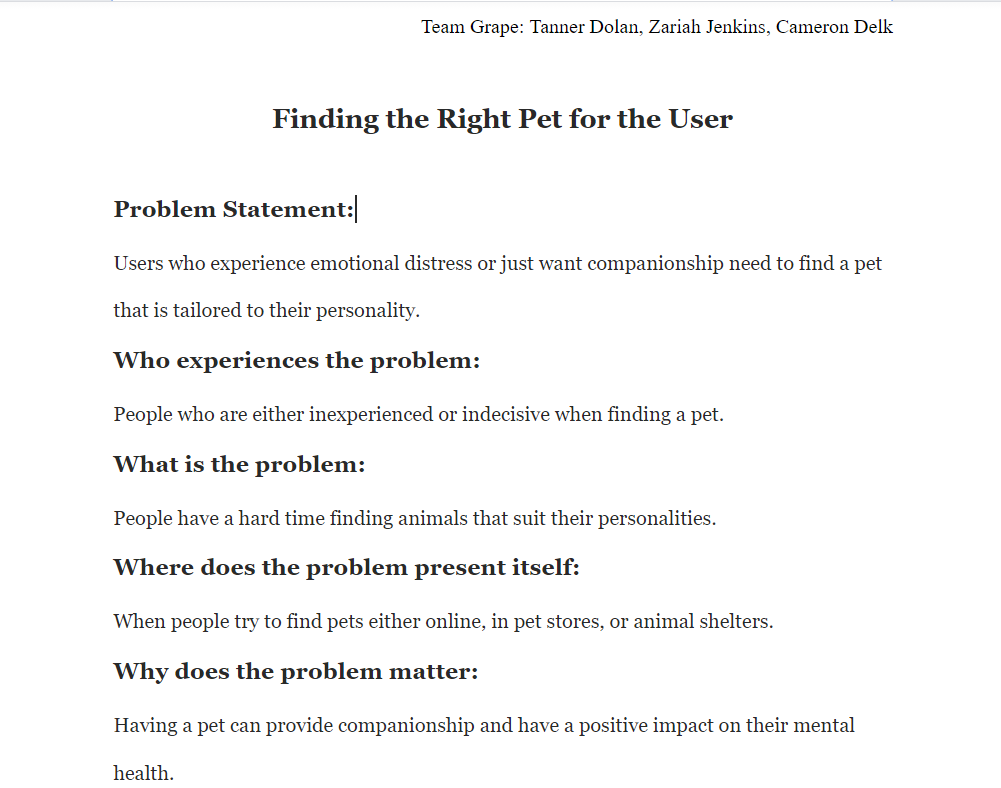 Team Grape: Tanner Dolan, Zariah Jenkins, Cameron Delk
Finding the Right Pet for the User
Problem Statement:
Users who experience emotional distress or just want companionship need to find a pet
that is tailored to their personality.
Who experiences the problem:
People who are either inexperienced or indecisive when finding a pet.
What is the problem:
People have a hard time finding animals that suit their personalities.
Where does the problem present itself:
When people try to find pets either online, in pet stores, or animal shelters.
Why does the problem matter:
Having a pet can provide companionship and have a positive impact on their mental
health.